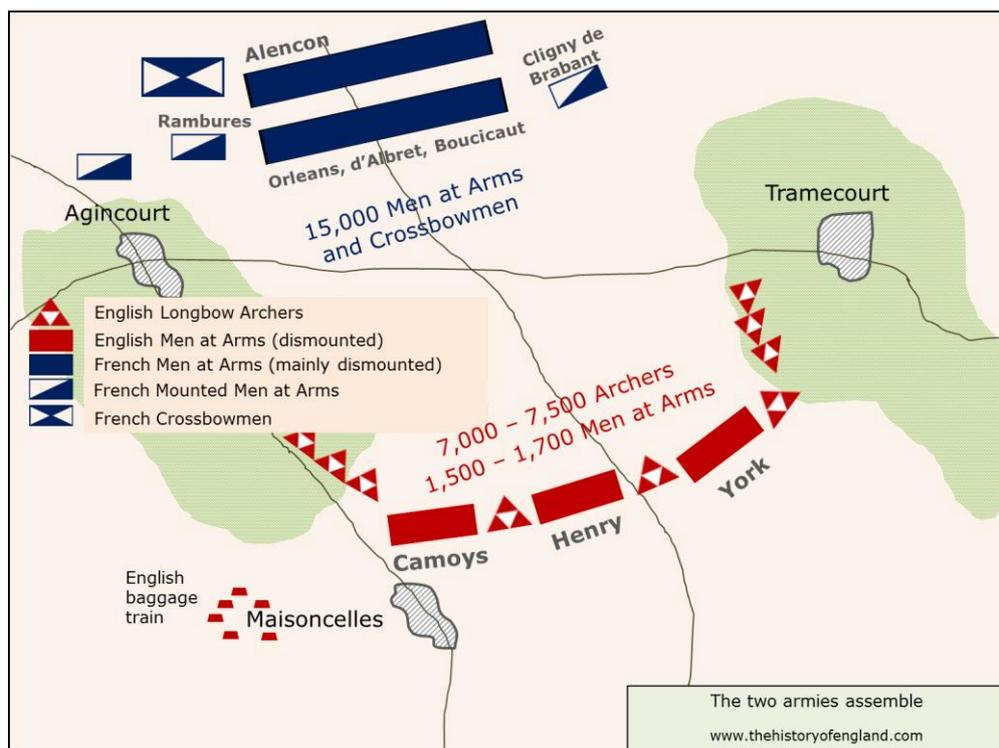 Alencon
Cligny de
Brabant
Rambures
Orleans, d’Albret, Boucicaut
15,000 Men at Arms
and Crossbowmen
Agincourt
Tramecourt
English Longbow Archers
English Men at Arms (dismounted)
French Men at Arms (mainly dismounted)
French Mounted Men at Arms
French Crossbowmen
7,000 – 7,500 Archers
1,500 – 1,700 Men at Arms
York
Henry
Camoys
English
baggage
train
Maisoncelles
The two armies assemble
www.thehistoryofengland.com